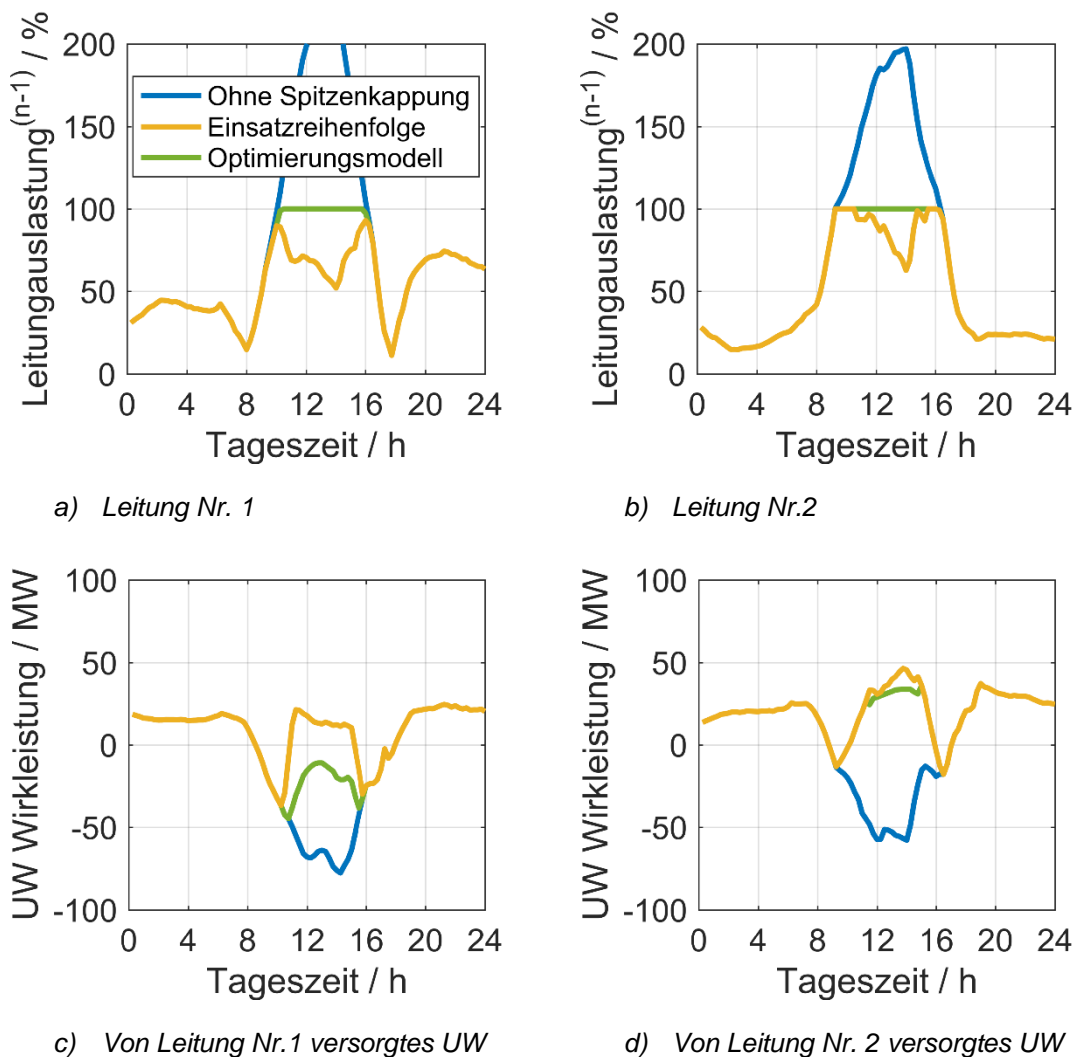 Leitungauslastung(n-1) / %
200
150
100
50
0
Ohne Spitzenkappung
Einsatzreihenfolge
Optimierungsmodell
0 4 8 12 16 20 24
Tageszeit / h
a) Leitung Nr. 1
Leitungauslastung(n-1) / %
200
150
100
50
0
0 4 8 12 16 20 24
Tageszeit / h
b) Leitung Nr.2
UW Wirkleistung / MW
100
50
0
-50
-100
0 4 8 12 16 20 24
Tageszeit / h
c) Von Leitung Nr.1 versorgtes UW
UW Wirkleistung / MW
100
50
0
-50
-100
0 4 8 12 16 20 24
Tageszeit / h
d) Von Leitung Nr. 2 versorgtes UW